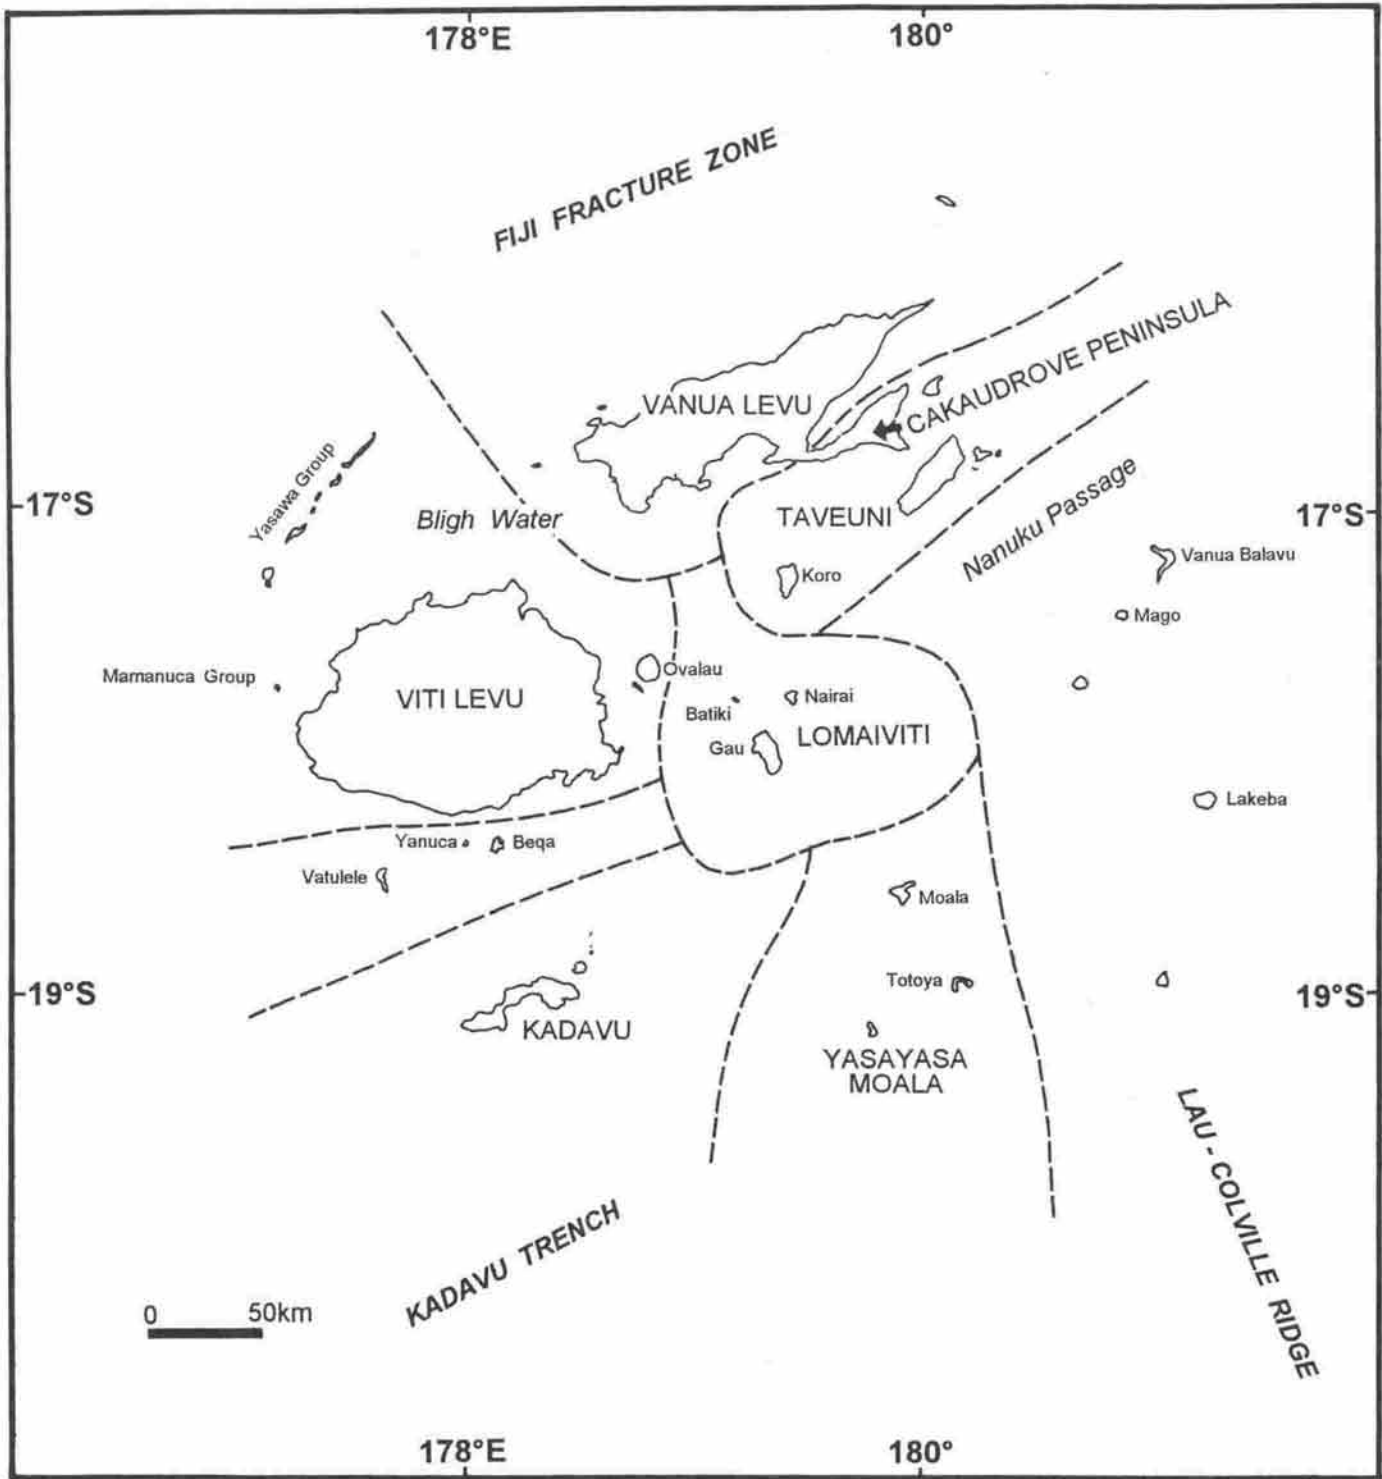 178°E
180°
FIJI FRACTURE ZONE
CAKAUDROVE PENINSULA
VANUA LEVU
Yasawa Group
17°S
17°S
Bligh Water
TAVEUNI
Nanuku Passage
Vanua Balavu
Koro
Mago
Ovalau
Mamanuca Group
VITI LEVU
Nairai
Batiki
LOMAIVITI
Gau
Lakeba
Yanuca
Beqa
Vatulele
Moala
Totoya
19°S
19°S
KADAVU
YASAYASA
MOALA
LAU - COLVILLE RIDGE
KADAVU TRENCH
0
50km
178°E
180°